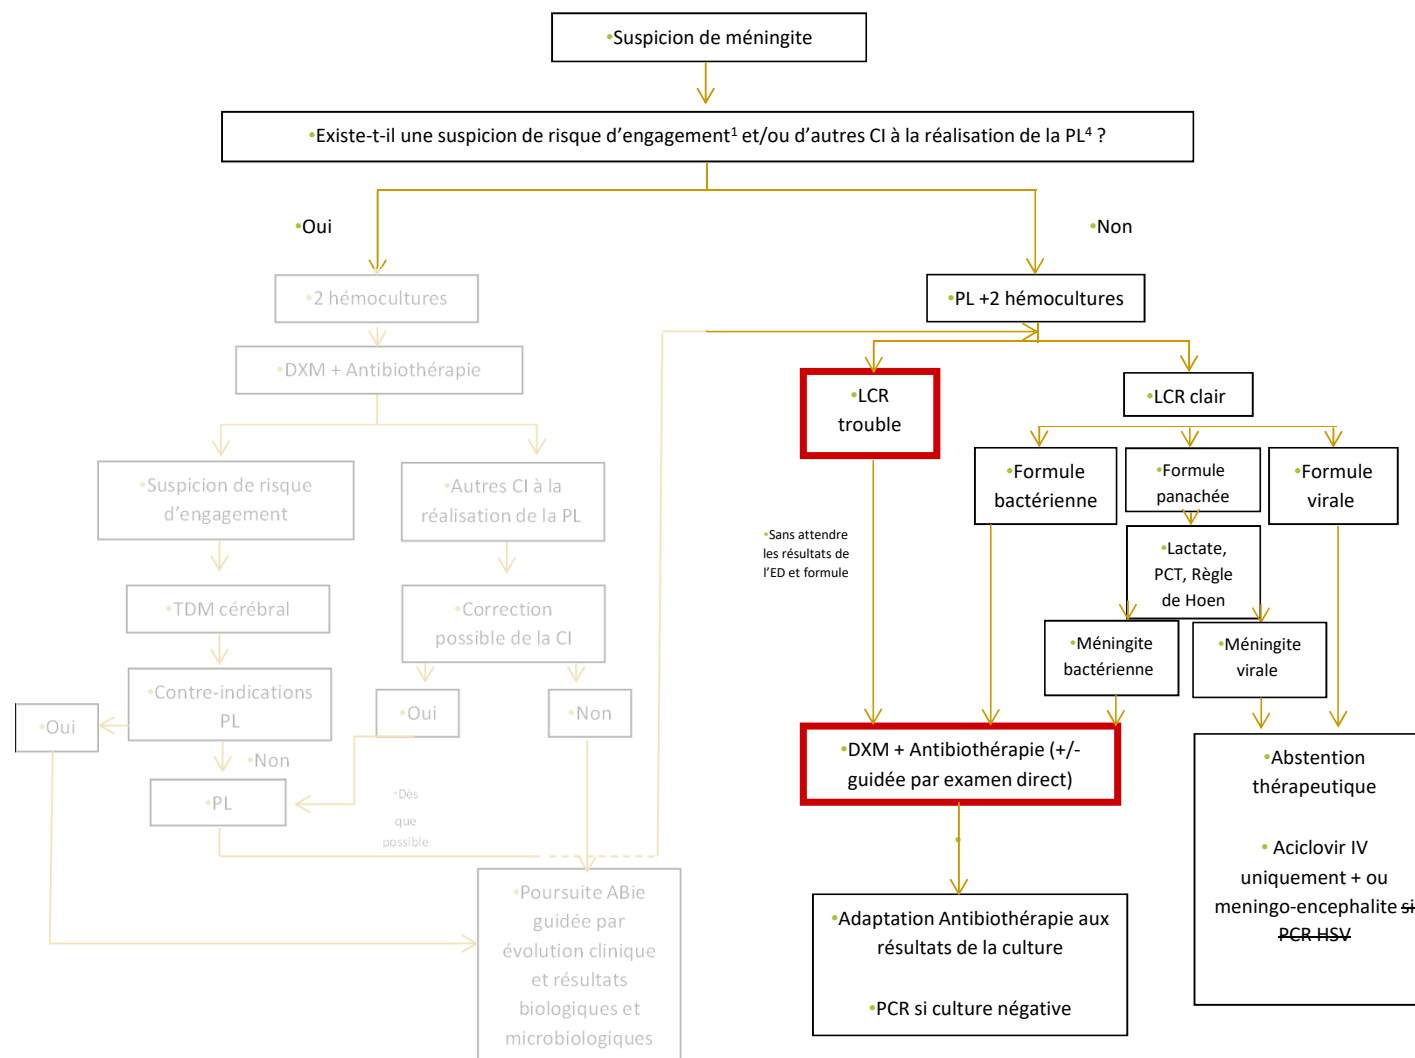 •Suspicion de méningite
•Existe-t-il une suspicion de risque d'engagement¹ et/ou d'autres CI à la réalisation de la PL⁴ ?
•Oui
•Non
•2 hémocultures
•PL +2 hémocultures
•DXM + Antibiothérapie
•LCR
trouble
•LCR clair
•Suspicion de risque
d'engagement
•Autres CI à la
réalisation de la PL
•Formule
bactérienne
•Formule
panachée
•Formule
virale
•Sans attendre
les résultats de
l'ED et formule
•Lactate,
PCT, Règle
de Hoen
•TDM cérébral
•Correction
possible de la CI
•Méningite
bactérienne
•Méningite
virale
•Contre-indications
PL
•Oui
•Oui
•Non
•Non
•PL
•Dès
que
possible
•DXM + Antibiothérapie (+/-
guidée par examen direct)
•Abstention
thérapeutique
• Aciclovir IV
uniquement + ou
meningo-encephalite si
PCR HSV
•Poursuite ABie
guidée par
évolution clinique
et résultats
biologiques et
microbiologiques
•Adaptation Antibiothérapie aux
résultats de la culture
•PCR si culture négative